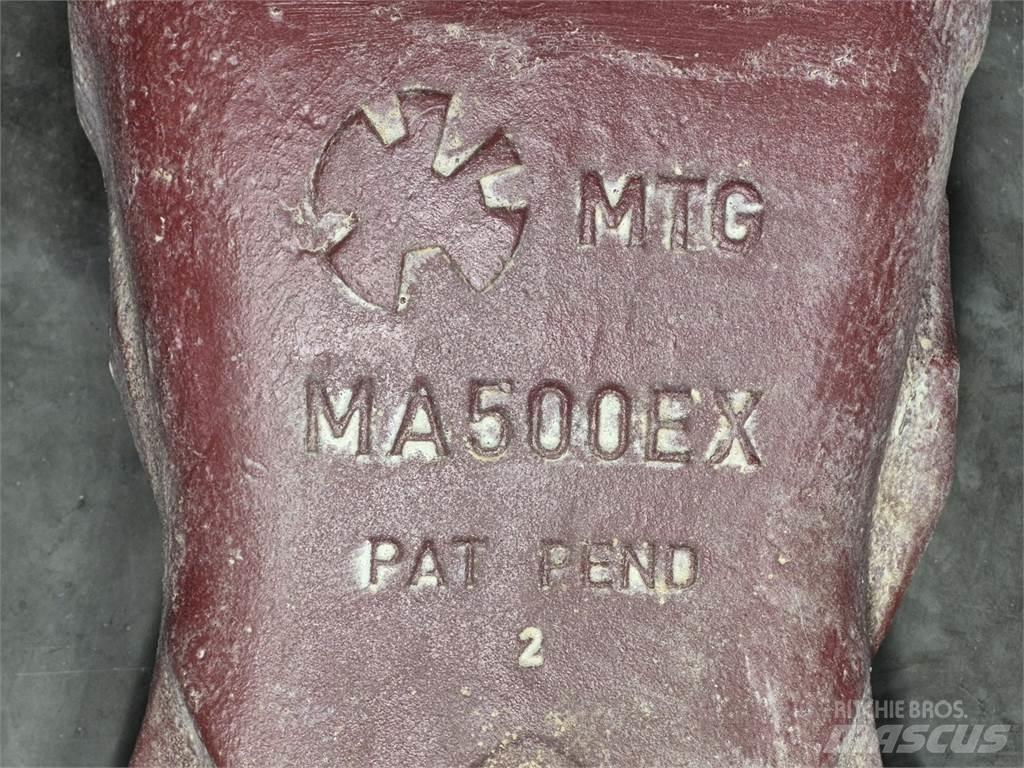 MTG
MA500EX
PAT PEND
2
RITCHIE BROS.
MASCUS